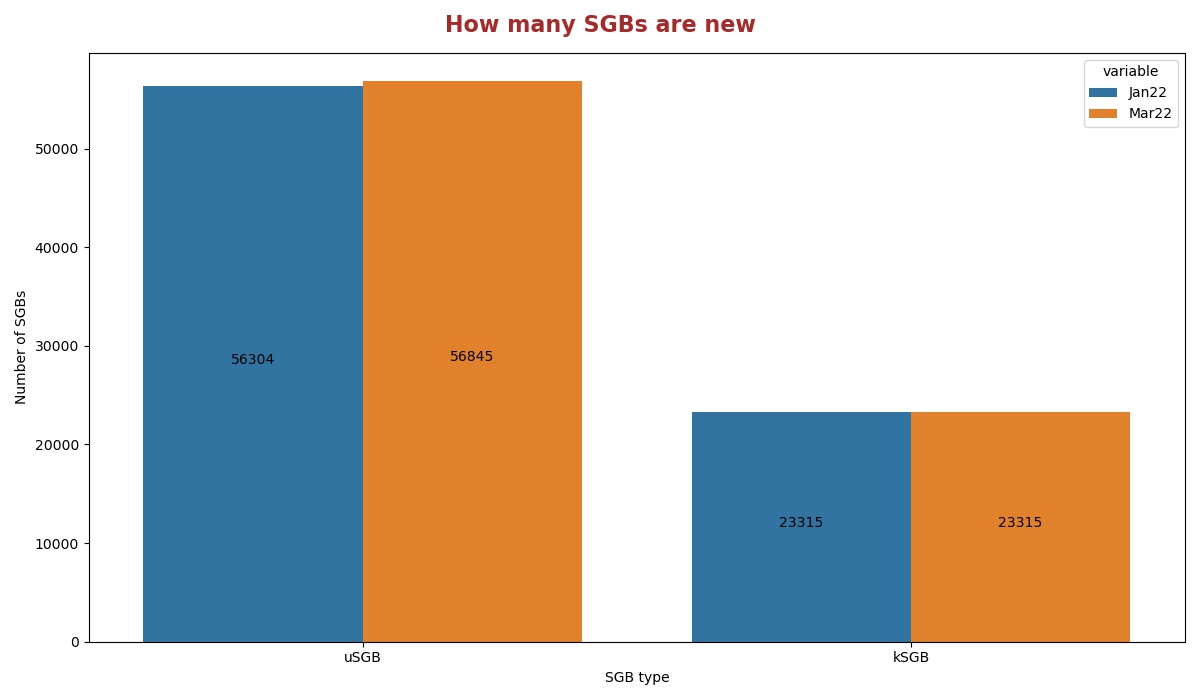 How many SGBs are new
variable
Jan22
Mar22
Number of SGBs
50000
40000
30000
20000
10000
0
56304
56845
23315
23315
uSGB
kSGB
SGB type